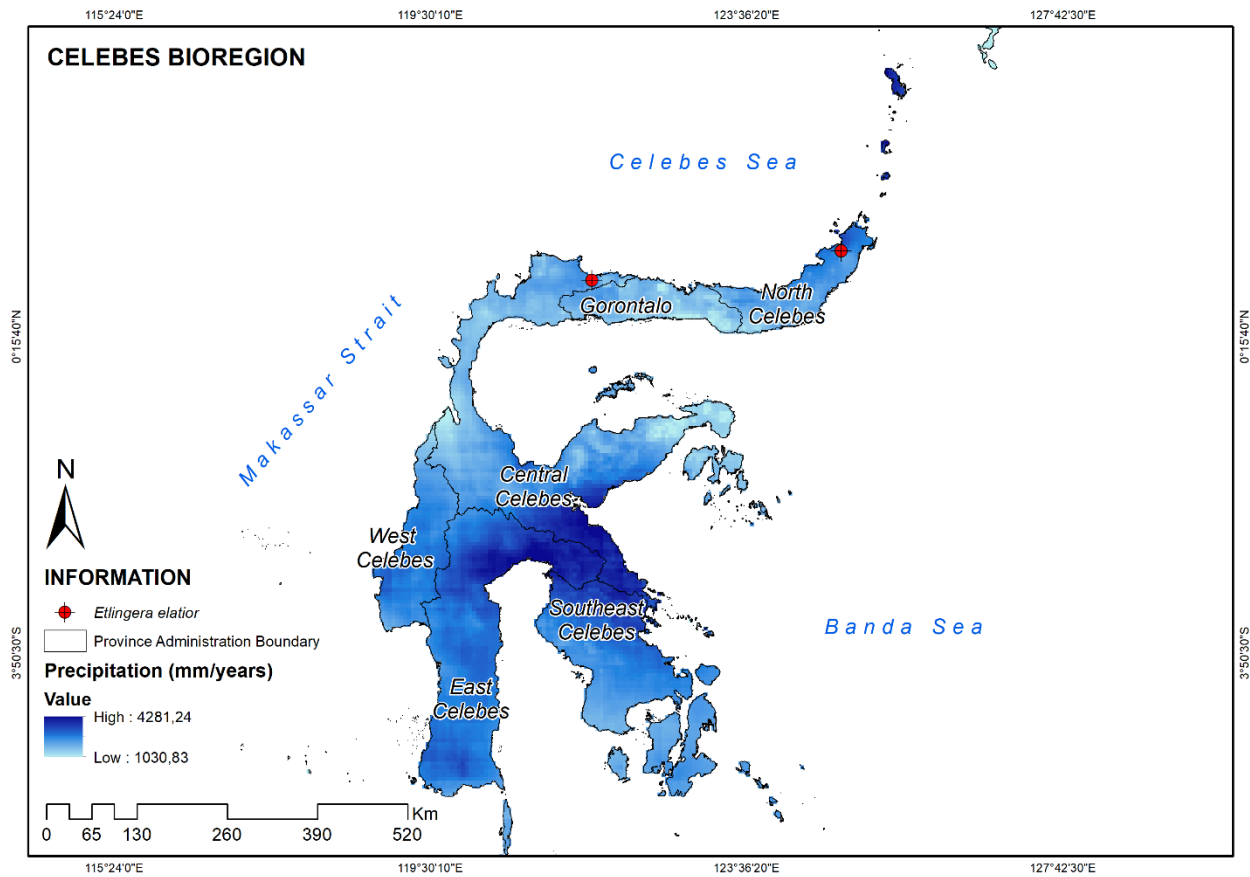 115°24'0"E 119°30'10"E 123°36'20"E 127°42'30"E
CELEBES BIOREGION
Celebes Sea
North
Celebes
Gorontalo
Makassar Strait
0°15'40"N
0°15'40"N
Central
Celebes
West
Celebes
Southeast
Celebes
East
Celebes
Banda Sea
3°50'30"S
3°50'30"S
N
INFORMATION
Etlingera elatior
Province Administration Boundary
Precipitation (mm/years)
Value
High : 4281,24
Low : 1030,83
Km
0 65 130 260 390 520
115°24'0"E 119°30'10"E 123°36'20"E 127°42'30"E